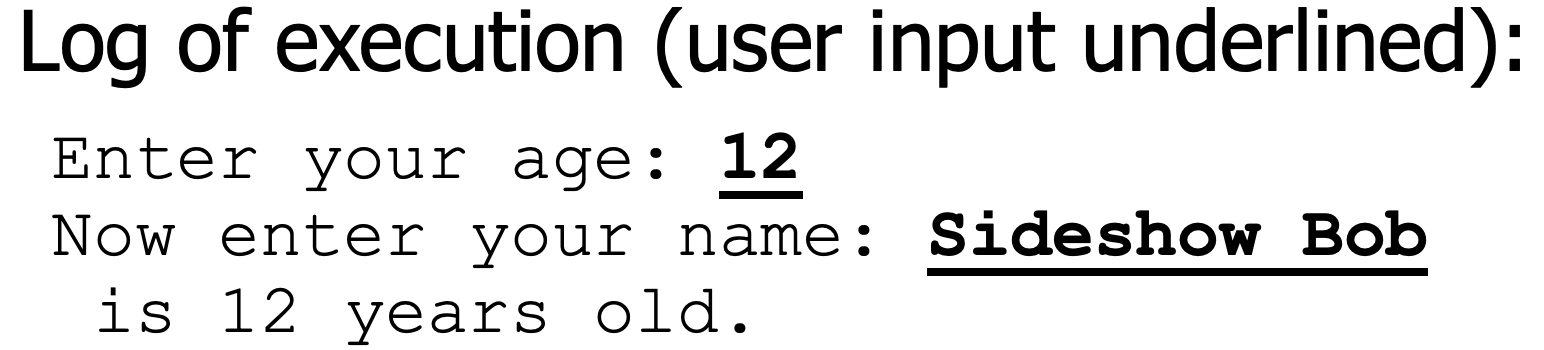 Log of execution (user input underlined):
Enter your age: 12
Now enter your name: Sideshow Bob
is 12 years old.